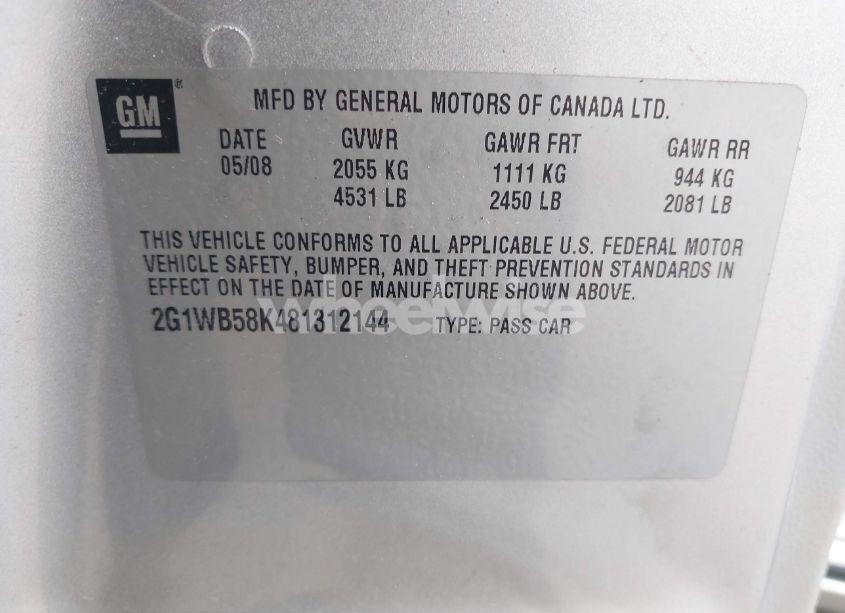 GM®
MFD BY GENERAL MOTORS OF CANADA LTD.
DATE GVWR GAWR FRT GAWR RR
05/08 2055 KG 1111 KG 944 KG
4531 LB 2450 LB 2081 LB
THIS VEHICLE CONFORMS TO ALL APPLICABLE U.S. FEDERAL MOTOR
VEHICLE SAFETY, BUMPER, AND THEFT PREVENTION STANDARDS IN
EFFECT ON THE DATE OF MANUFACTURE SHOWN ABOVE.
wheelwise
2G1WB58K481312144 TYPE: PASS CAR